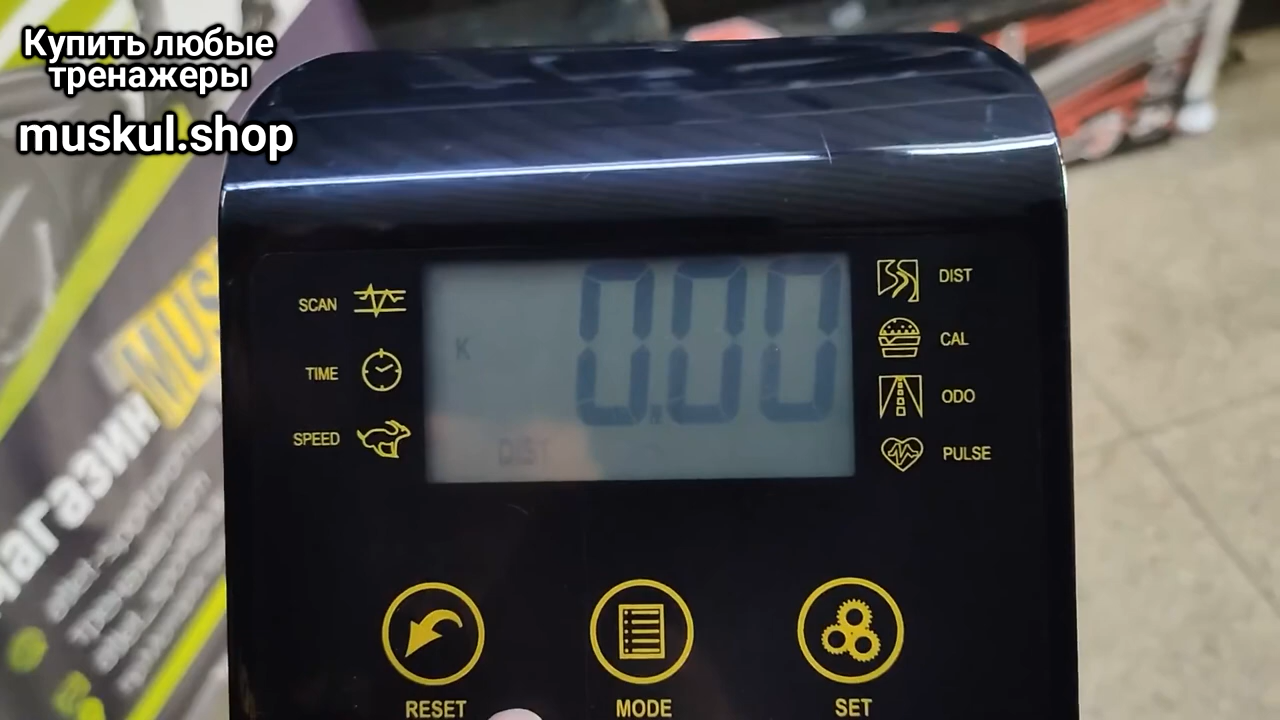 Купить любые
тренажеры
muskul.shop
SCAN
TIME
SPEED
K
0.00
DIST
DIST
CAL
ODO
PULSE
RESET
MODE
SET
MUS
магазин